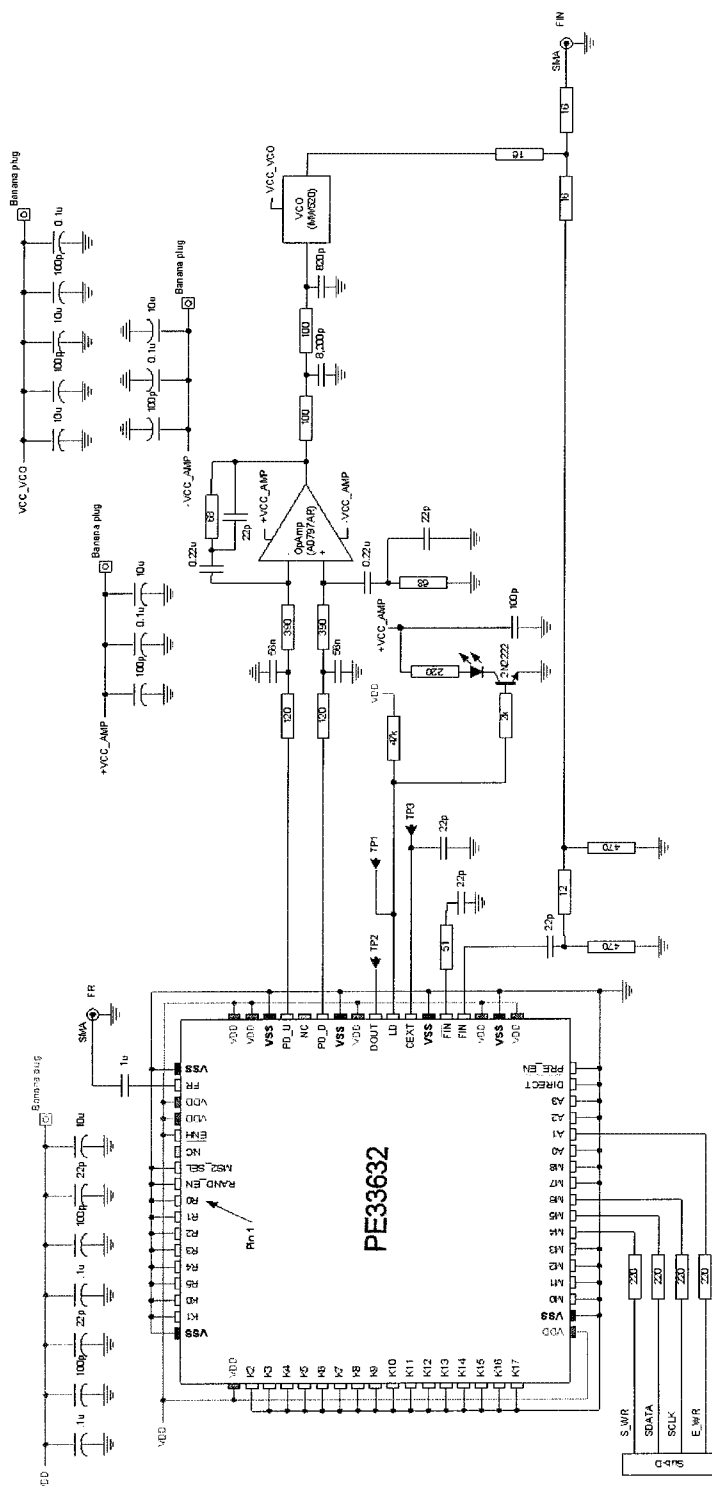 FIN
SMA
16
16
16
VCC_VCO
VCO
(MW520)
820p
100
8,200p
100
Banana plug
0.1u
100p
10u
100p
10u
VCC_VCO
Banana plug
10u
0.1u
100p
-VCC_AMP
68
22p
0.22u
+VCC_AMP
OpAmp
(AD797AR)
-
+
-VCC_AMP
0.22u
22p
68
Banana plug
10u
0.1u
100p
+VCC_AMP
390
56n
120
390
56n
120
+VCC_AMP
220
100p
2N2222
2k
VDD
47k
TP1
TP2
TP3
22p
22p
51
22p
12
470
470
SMA
FR
1u
Banana plug
10u
22p
100p
.1u
22p
100p
.1u
VDD
VDD
VDD
VSS
PD_U
NC
PD_D
VSS
VDD
DOUT
LD
CEXT
VSS
FIN
FIN
VDD
VSS
VDD
VSS
FR
VDD
VDD
ENH
NC
MS2_SEL
RAND_EN
R0
R1
R2
R3
R4
R5
K0
K1
VSS
Pin 1
PE33632
PRE_EN
DIRECT
A3
A2
A1
A0
M8
M7
M6
M5
M4
M3
M2
M1
M0
VSS
VDD
VDD
VDD
K2
K3
K4
K5
K6
K7
K8
K9
K10
K11
K12
K13
K14
K15
K16
K17
220
220
220
220
S_WR
SDATA
SCLK
E_WR
Sub-D